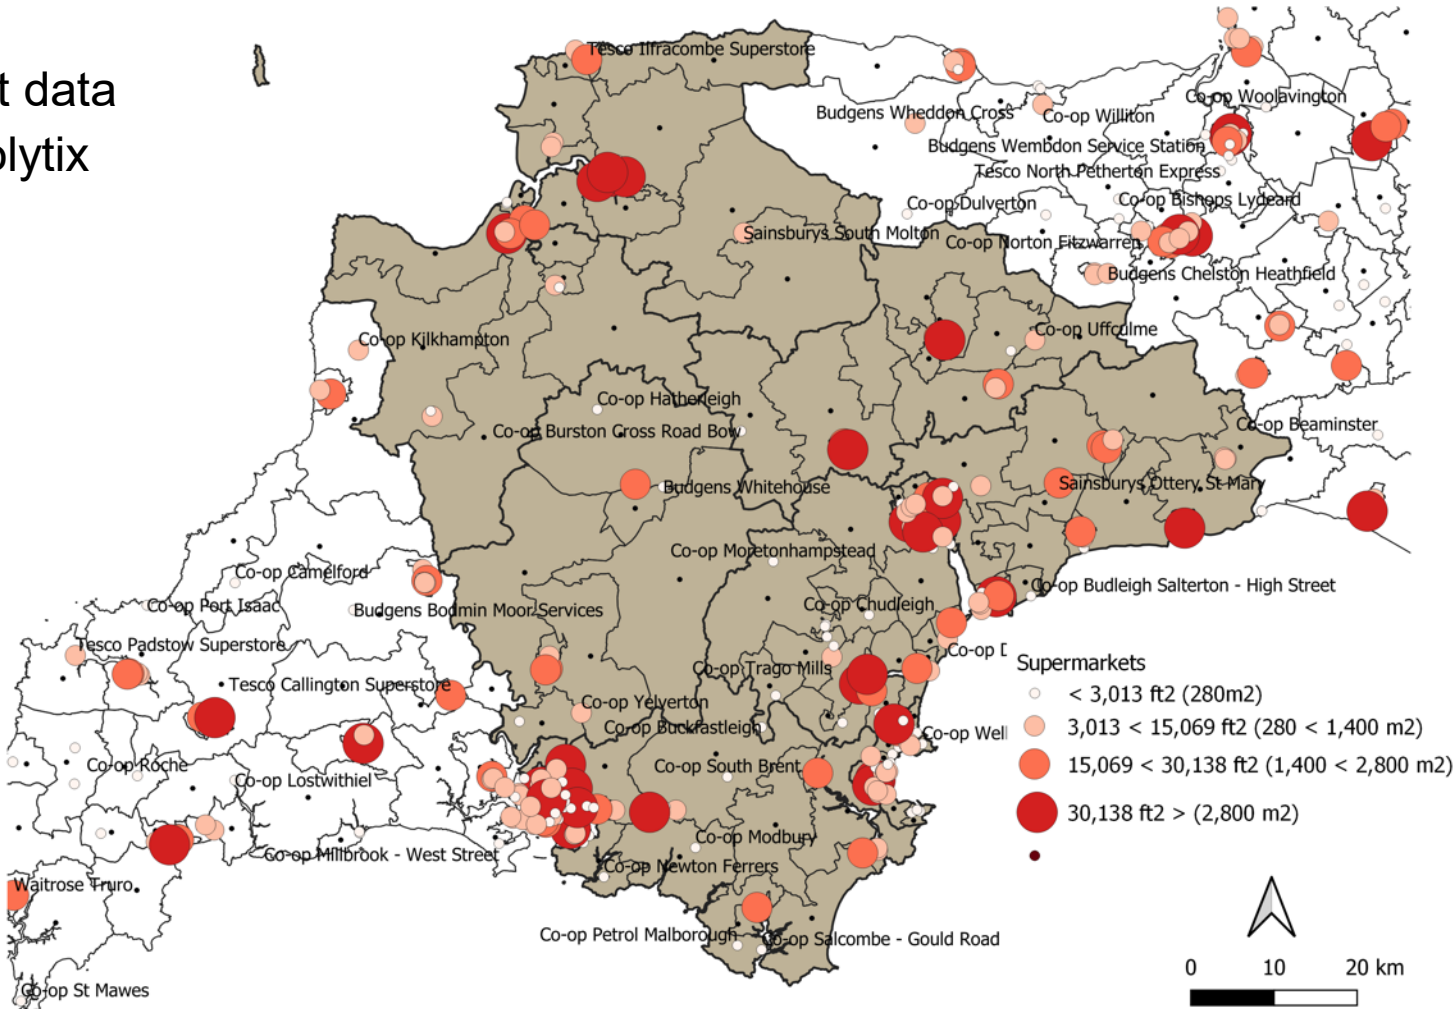 t data
olytix
Tesco Ilfracombe Superstore
Co-op Woolavington
Budgens Wheddon Cross
Co-op Williton
Budgens Wembdon Service Station
Tesco North Petherton Express
Co-op Dulverton
Co-op Bishops Lydeard
Sainsburys South Molton
Co-op Norton Fitzwarren
Budgens Chelston Heathfield
Co-op Uffculme
Co-op Kilkhampton
Co-op Hatherleigh
Co-op Burston Cross Road Bow
Co-op Beaminster
Budgens Whitehouse
Sainsburys Ottery St Mary
Co-op Moretonhampstead
Co-op Camelford
Co-op Port Isaac
Budgens Bodmin Moor Services
Co-op Chudleigh
Co-op Budleigh Salterton - High Street
Tesco Padstow Superstore
Co-op D
Co-op Trago Mills
Tesco Callington Superstore
Co-op Yelverton
Co-op Buckfastleigh
Co-op Well
Co-op Roche
Co-op Lostwithiel
Co-op South Brent
Co-op Modbury
Co-op Millbrook - West Street
Co-op Newton Ferrers
Waitrose Truro
Co-op Petrol Malborough
Co-op Salcombe - Gould Road
Co-op St Mawes
Supermarkets
< 3,013 ft2 (280m2)
3,013 < 15,069 ft2 (280 < 1,400 m2)
15,069 < 30,138 ft2 (1,400 < 2,800 m2)
30,138 ft2 > (2,800 m2)
0 10 20 km